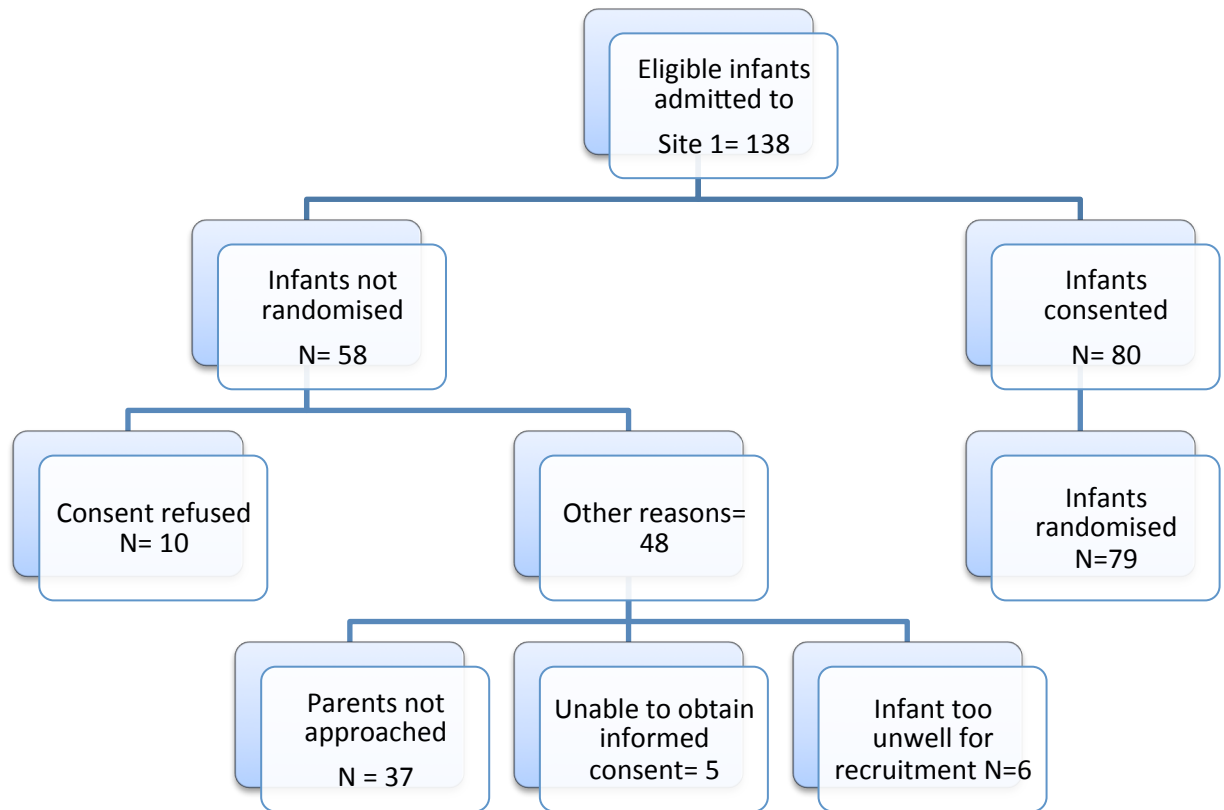 Eligible infants
admitted to
Site 1= 138
Infants not
randomised
N= 58
Infants
consented
N= 80
Consent refused
N= 10
Other reasons=
48
Infants
randomised
N=79
Parents not
approached
N = 37
Unable to obtain
informed
consent= 5
Infant too
unwell for
recruitment N=6